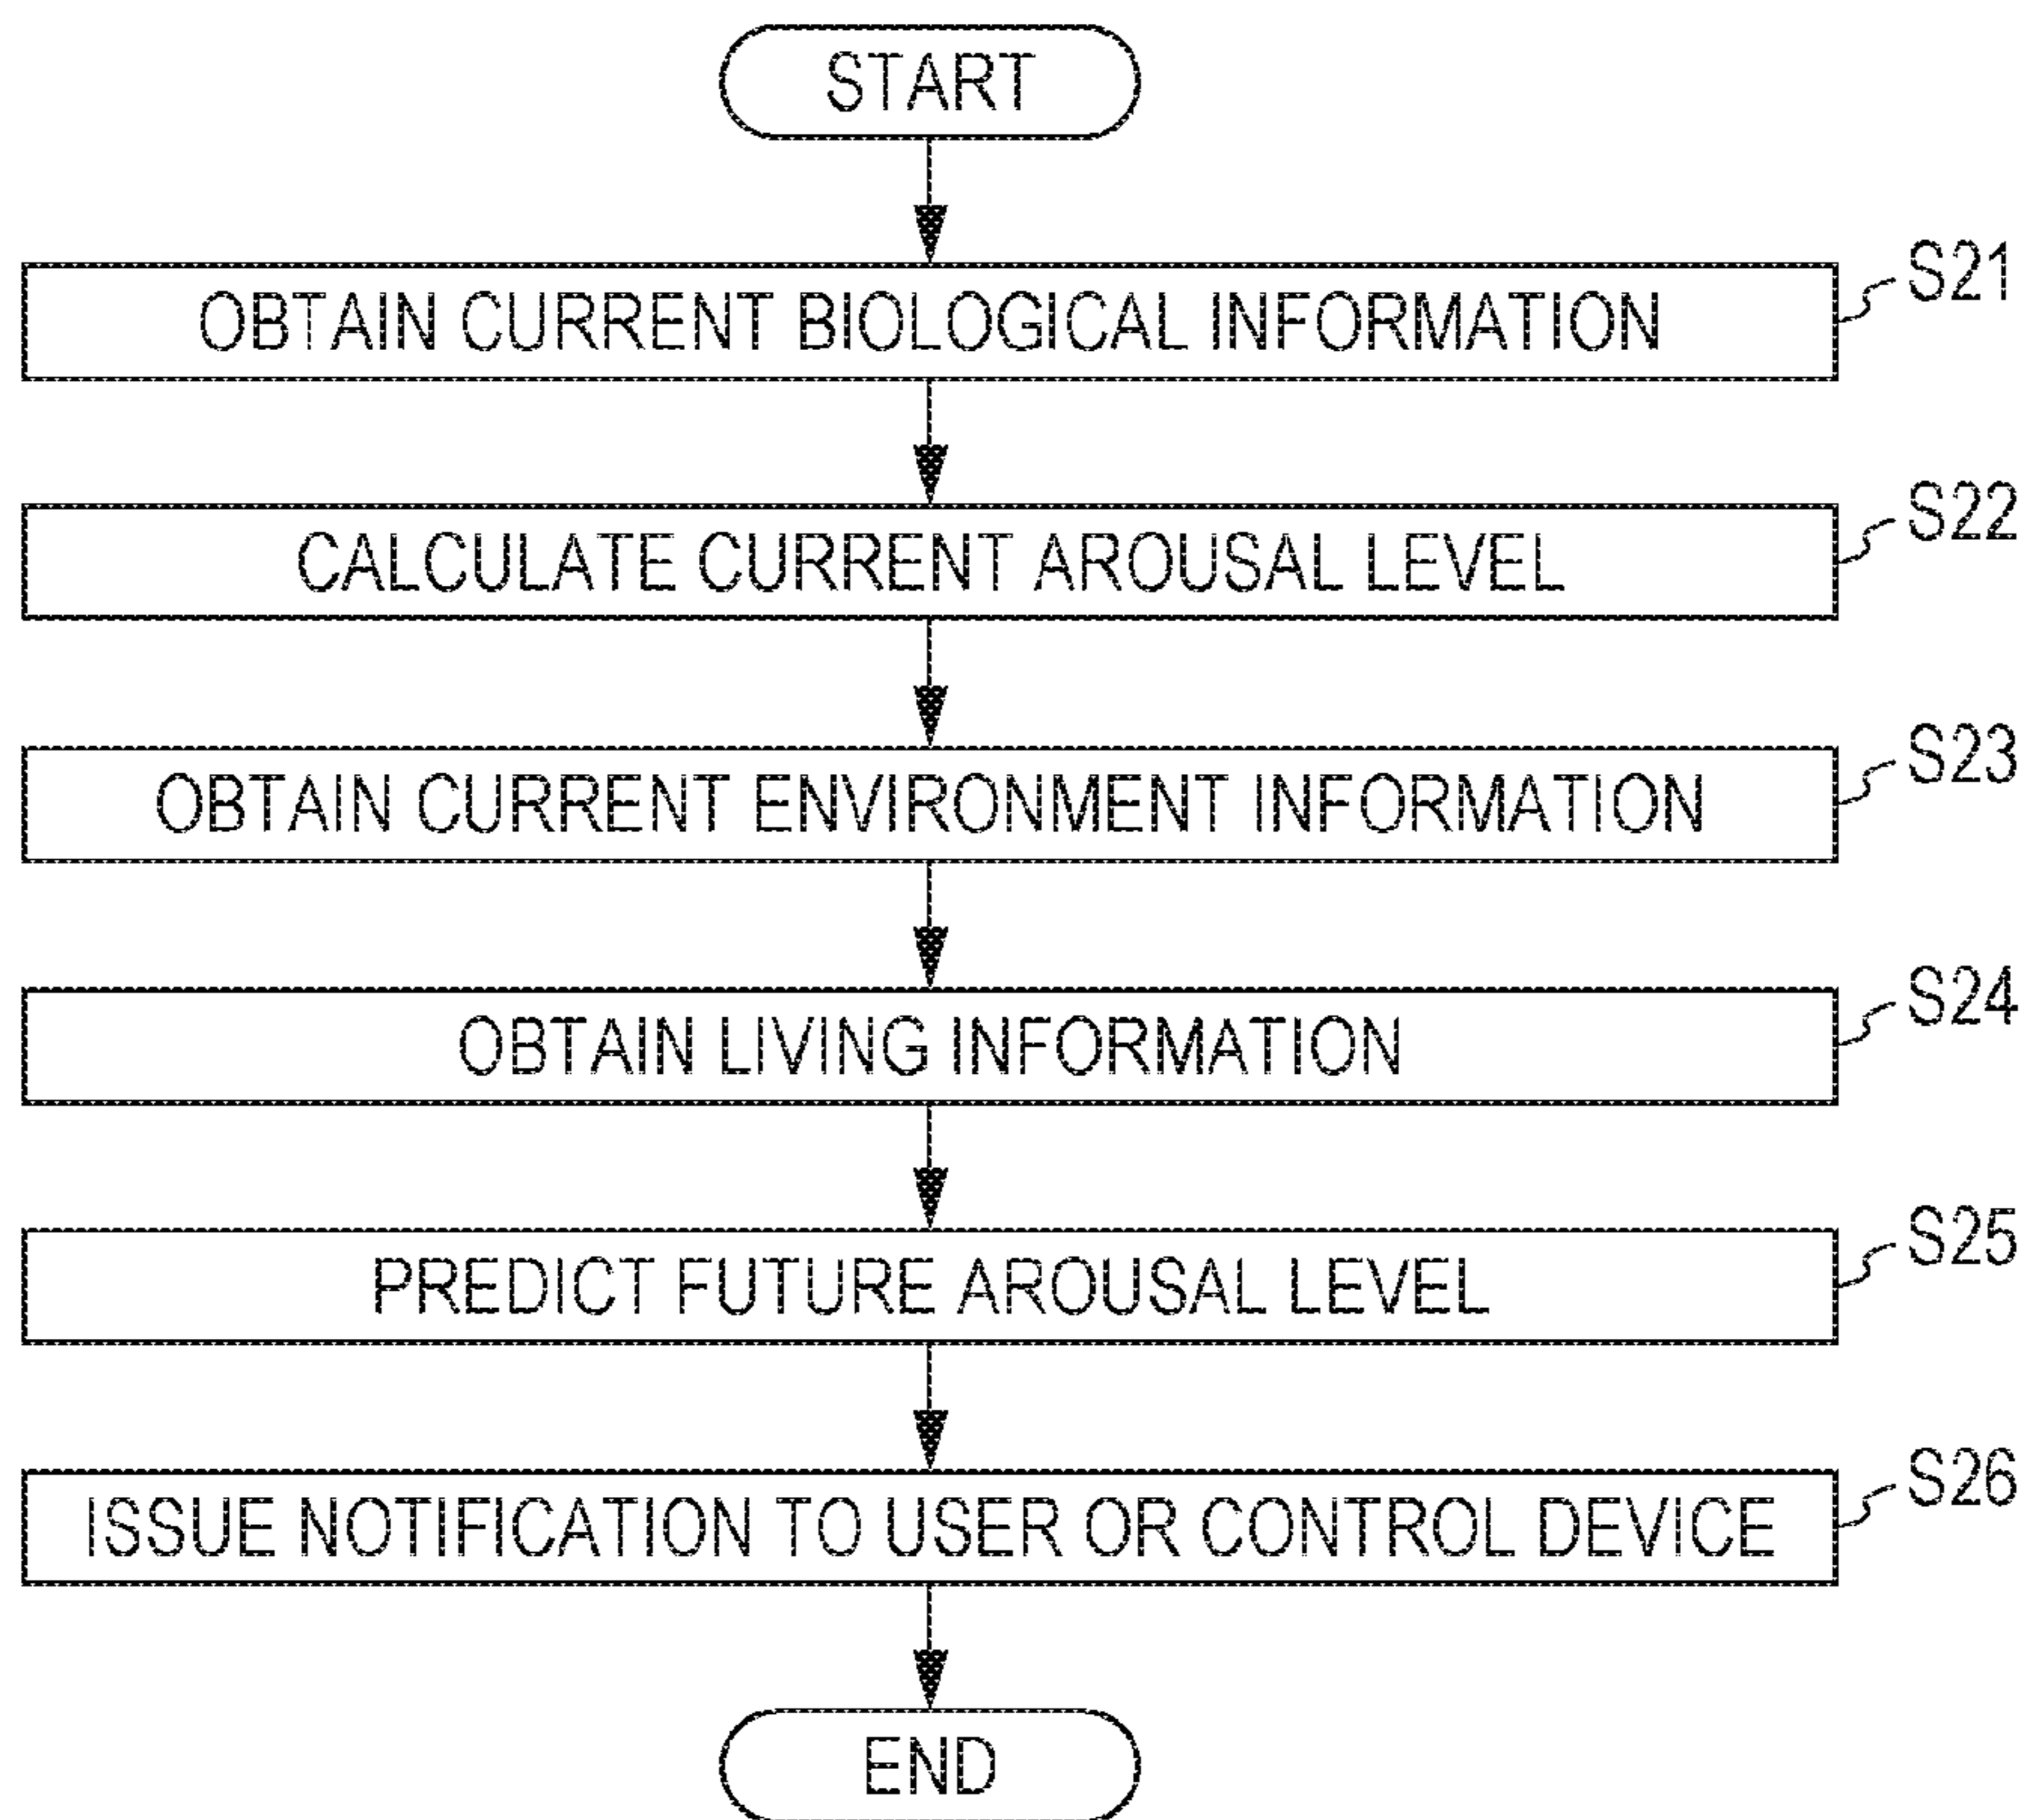 START
OBTAIN CURRENT BIOLOGICAL INFORMATION
S21
CALCULATE CURRENT AROUSAL LEVEL
S22
OBTAIN CURRENT ENVIRONMENT INFORMATION
S23
OBTAIN LIVING INFORMATION
S24
PREDICT FUTURE AROUSAL LEVEL
S25
ISSUE NOTIFICATION TO USER OR CONTROL DEVICE
S26
END